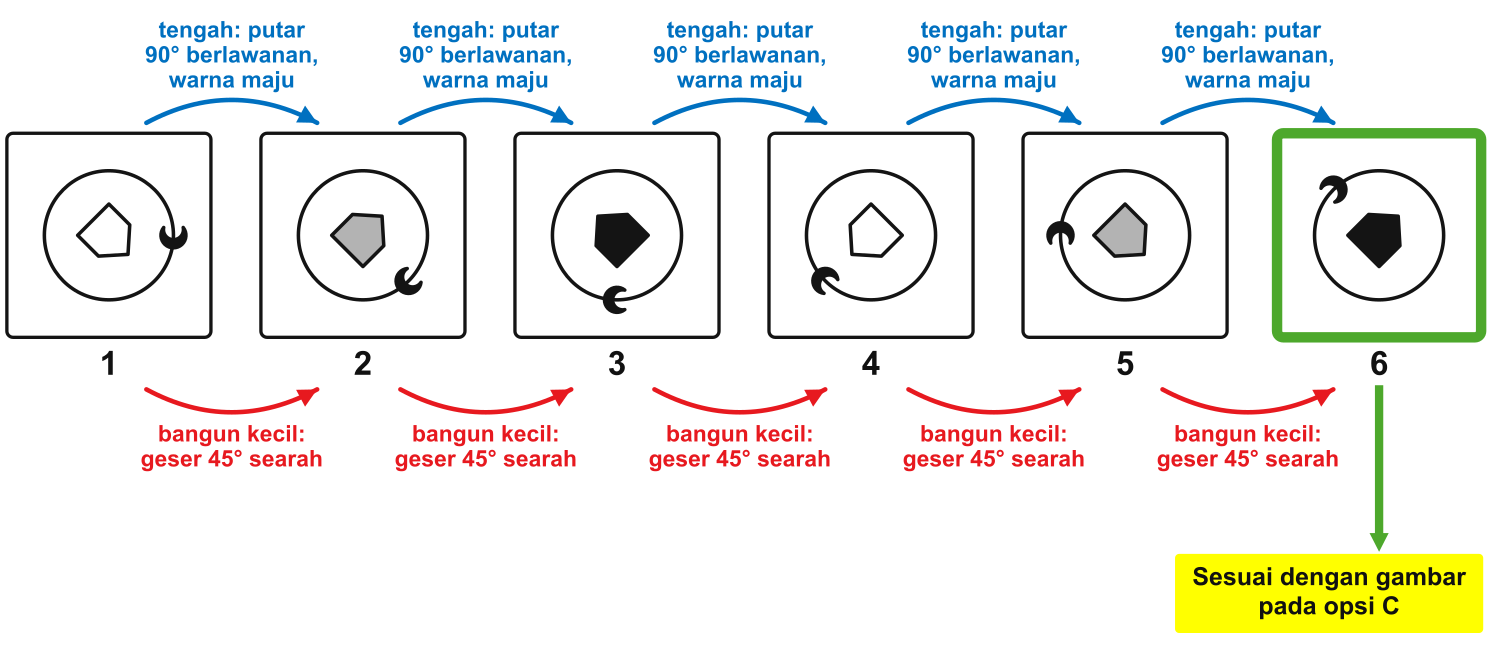 tengah: putar
90° berlawanan,
warna maju
tengah: putar
90° berlawanan,
warna maju
tengah: putar
90° berlawanan,
warna maju
tengah: putar
90° berlawanan,
warna maju
tengah: putar
90° berlawanan,
warna maju
1
2
3
4
5
6
bangun kecil:
geser 45° searah
bangun kecil:
geser 45° searah
bangun kecil:
geser 45° searah
bangun kecil:
geser 45° searah
bangun kecil:
geser 45° searah
Sesuai dengan gambar
pada opsi C